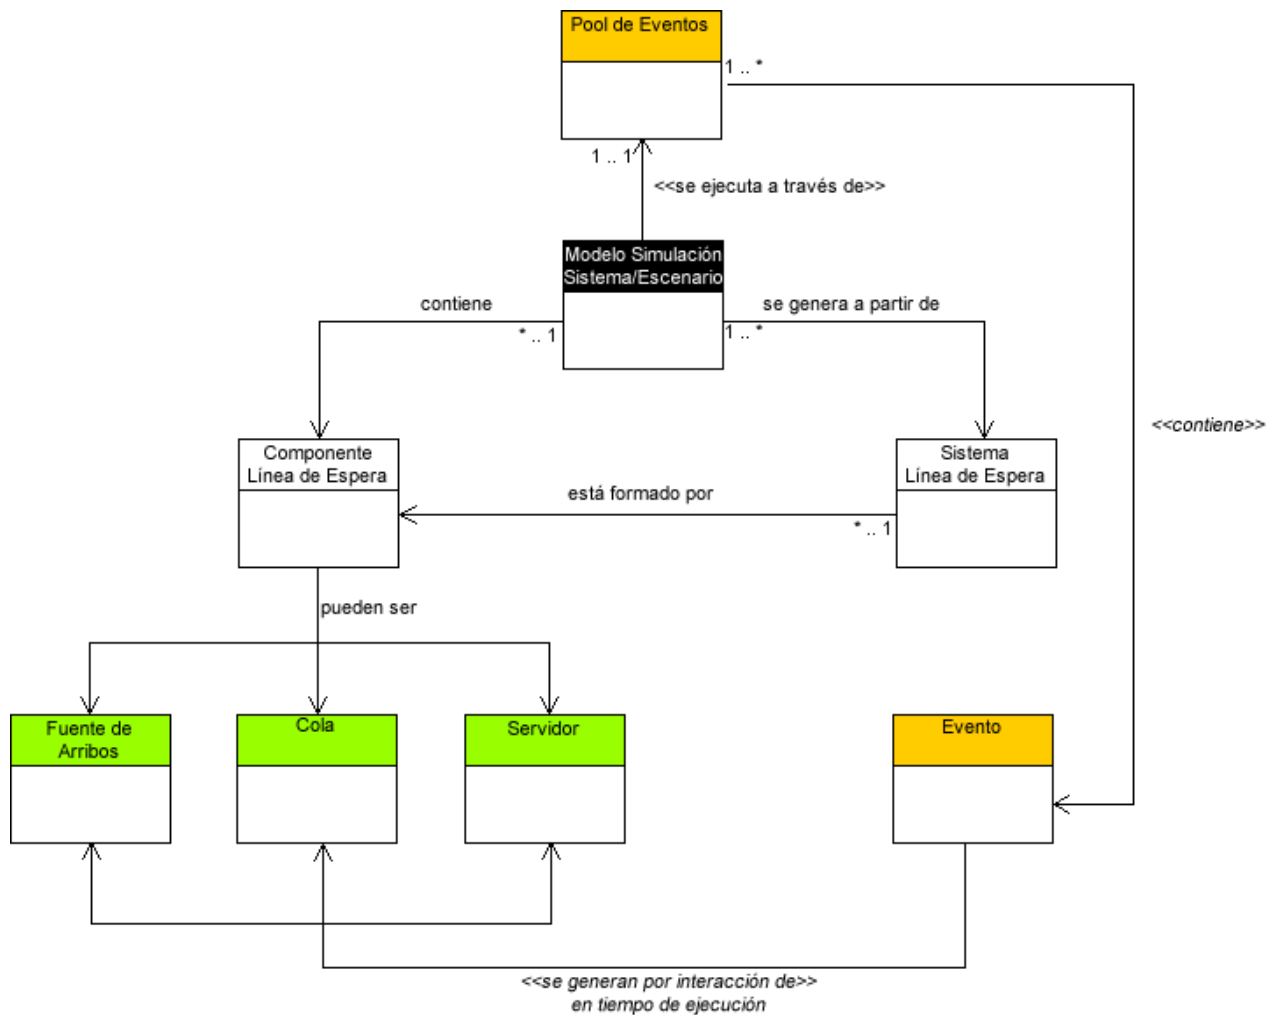 Pool de Eventos
1 .. *
1 .. 1
<<se ejecuta a través de>>
Modelo Simulación
Sistema/Escenario
contiene
se genera a partir de
* .. 1
1 .. *
<<contiene>>
Componente
Línea de Espera
Sistema
Línea de Espera
está formado por
* .. 1
pueden ser
Fuente de
Arribos
Cola
Servidor
Evento
<<se generan por interacción de>>
en tiempo de ejecución